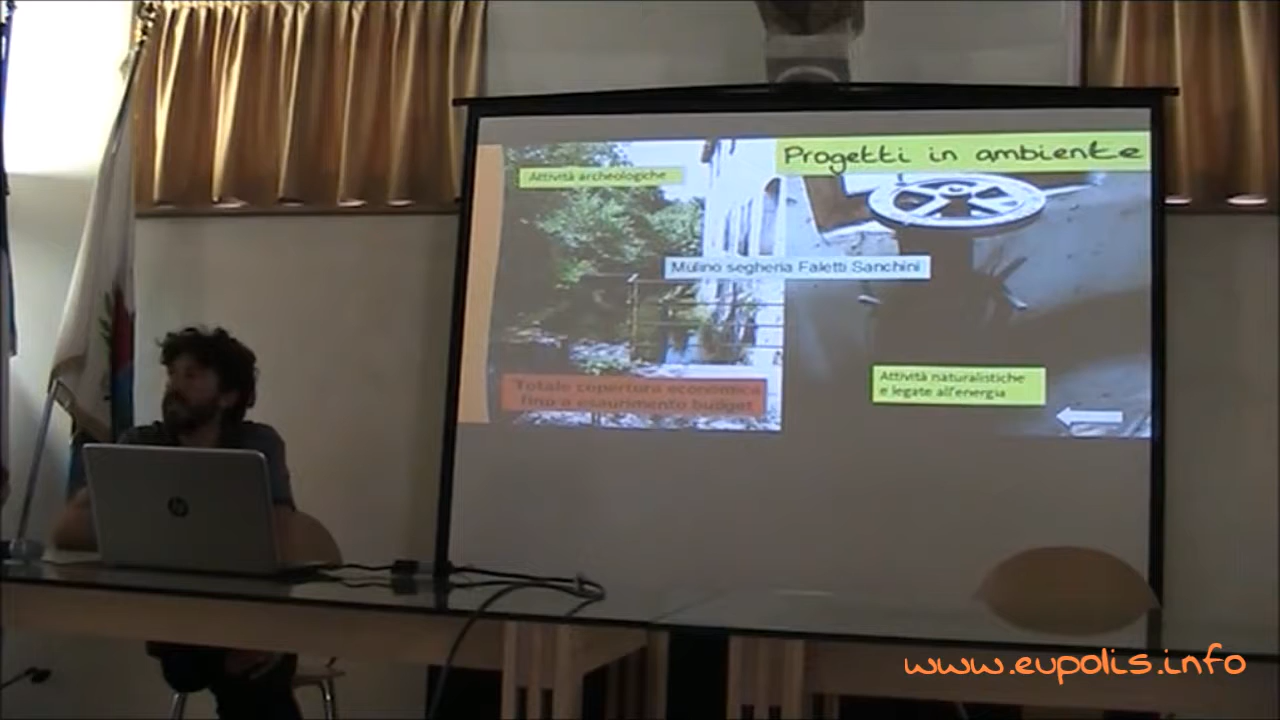 Progetti in ambiente
Attività archeologiche
Mulino segheria Faletti Sanchini
Totale copertura economica
fino a esaurimento budget
Attività naturalistiche
e legate all'energia
hp
www.eupolis.info